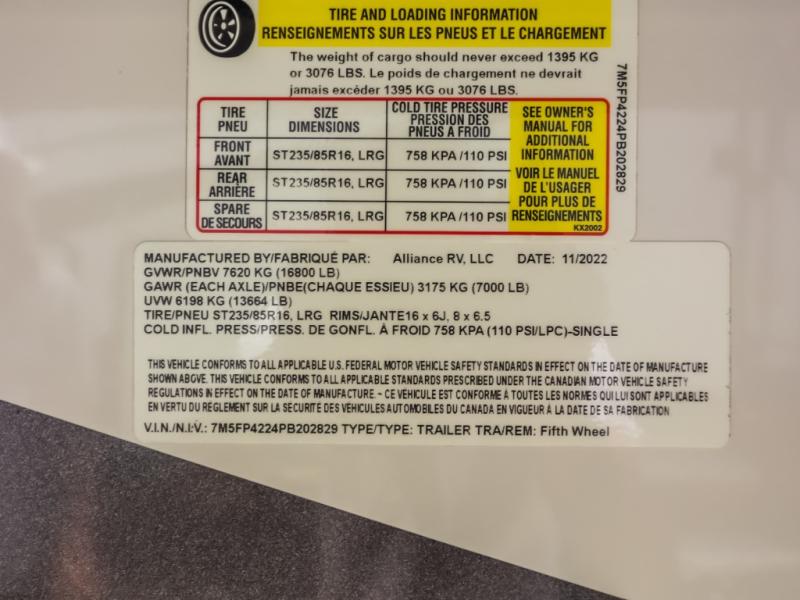 TIRE AND LOADING INFORMATION
RENSEIGNEMENTS SUR LES PNEUS ET LE CHARGEMENT
The weight of cargo should never exceed 1395 KG
or 3076 LBS. Le poids de chargement ne devrait
jamais excéder 1395 KG ou 3076 LBS.
TIRE PNEU SIZE DIMENSIONS COLD TIRE PRESSURE PRESSION DES PNEUS A FROID
FRONT AVANT ST235/85R16, LRG 758 KPA /110 PSI
REAR ARRIÈRE ST235/85R16, LRG 758 KPA /110 PSI
SPARE DE SECOURS ST235/85R16, LRG 758 KPA /110 PSI
SEE OWNER'S
MANUAL FOR
ADDITIONAL
INFORMATION
VOIR LE MANUEL
DE L'USAGER
POUR PLUS DE
RENSEIGNEMENTS
KX2002
7M5FP4224PB202829
MANUFACTURED BY/FABRIQUÉ PAR: Alliance RV, LLC DATE: 11/2022
GVWR/PNBV 7620 KG (16800 LB)
GAWR (EACH AXLE)/PNBE(CHAQUE ESSIEU) 3175 KG (7000 LB)
UVW 6198 KG (13664 LB)
TIRE/PNEU ST235/85R16, LRG RIMS/JANTE16 x 6J, 8 x 6.5
COLD INFL. PRESS/PRESS. DE GONFL. À FROID 758 KPA (110 PSI/LPC)-SINGLE
THIS VEHICLE CONFORMS TO ALL APPLICABLE U.S. FEDERAL MOTOR VEHICLE SAFETY STANDARDS IN EFFECT ON THE DATE OF MANUFACTURE
SHOWN ABOVE. THIS VEHICLE CONFORMS TO ALL APPLICABLE STANDARDS PRESCRIBED UNDER THE CANADIAN MOTOR VEHICLE SAFETY
REGULATIONS IN EFFECT ON THE DATE OF MANUFACTURE. - CE VÉHICULE EST CONFORME À TOUTES LES NORMES QUI LUI SONT APPLICABLES
EN VERTU DU RÈGLEMENT SUR LA SÉCURITÉ DES VÉHICULES AUTOMOBILES DU CANADA EN VIGUEUR À LA DATE DE SA FABRICATION
V.I.N./N.I.V.: 7M5FP4224PB202829 TYPE/TYPE: TRAILER TRA/REM: Fifth Wheel